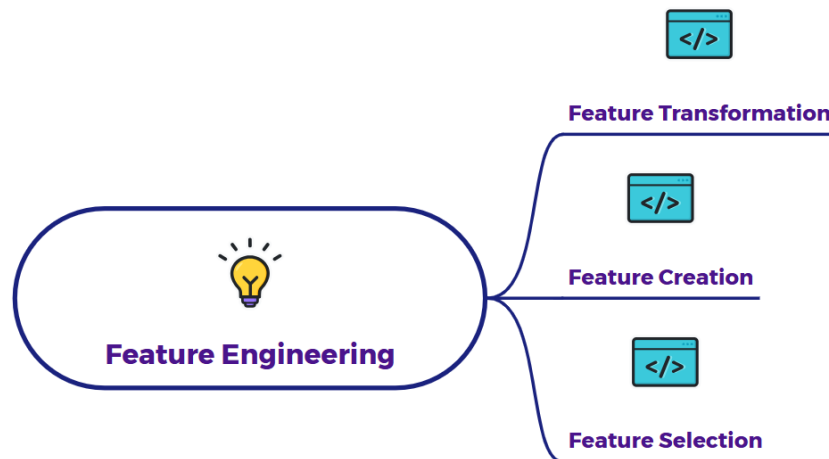 </>
Feature Transformation
</>
Feature Creation
Feature Engineering
</>
Feature Selection